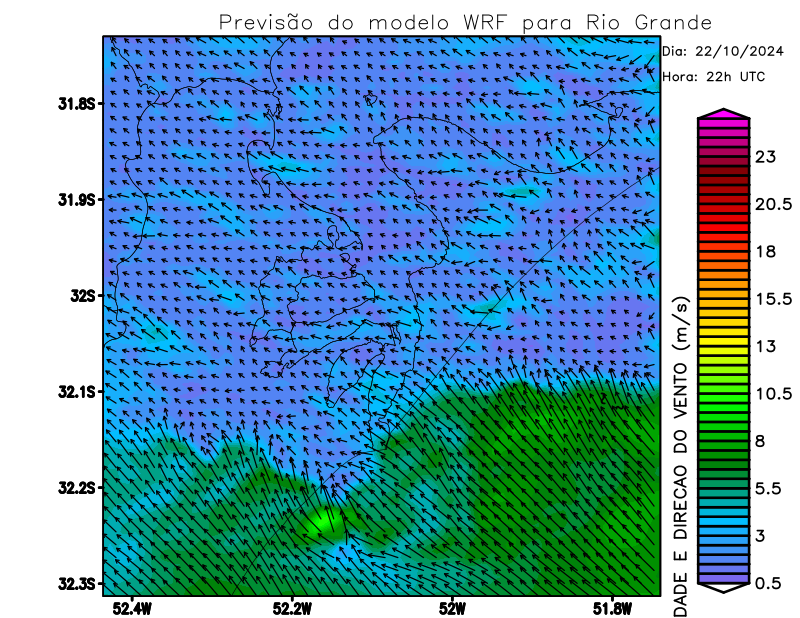 Previsão do modelo WRF para Rio Grande
Dia: 22/10/2024
Hora: 22h UTC
31.8S
31.9S
32S
32.1S
32.2S
32.3S
52.4W
52.2W
52W
51.8W
23
20.5
18
15.5
13
10.5
8
5.5
3
0.5
DADE E DIRECAO DO VENTO (m/s)